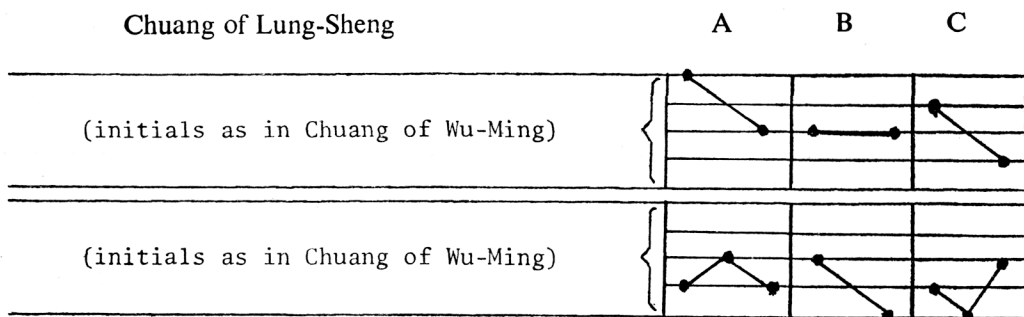 Chuang of Lung-Sheng A B C
(initials as in Chuang of Wu-Ming)
(initials as in Chuang of Wu-Ming)